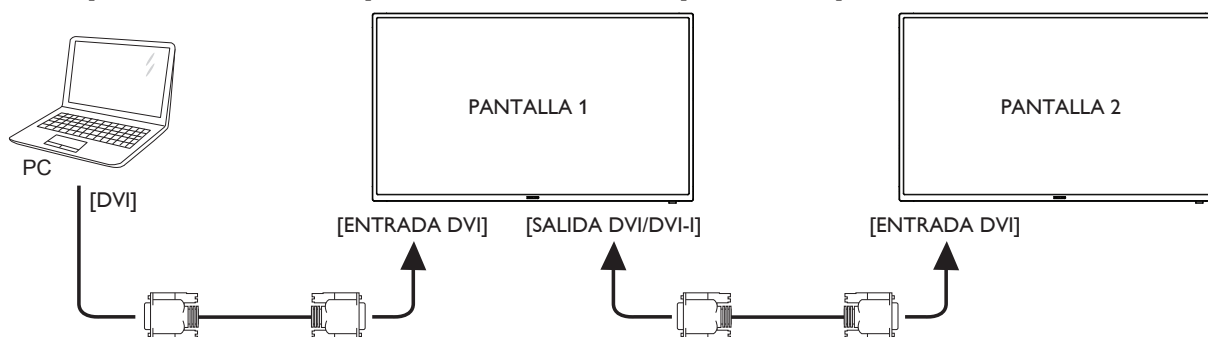 PANTALLA 1
PANTALLA 2
PC
[DVI]
[ENTRADA DVI]
[SALIDA DVI/DVI-I]
[ENTRADA DVI]